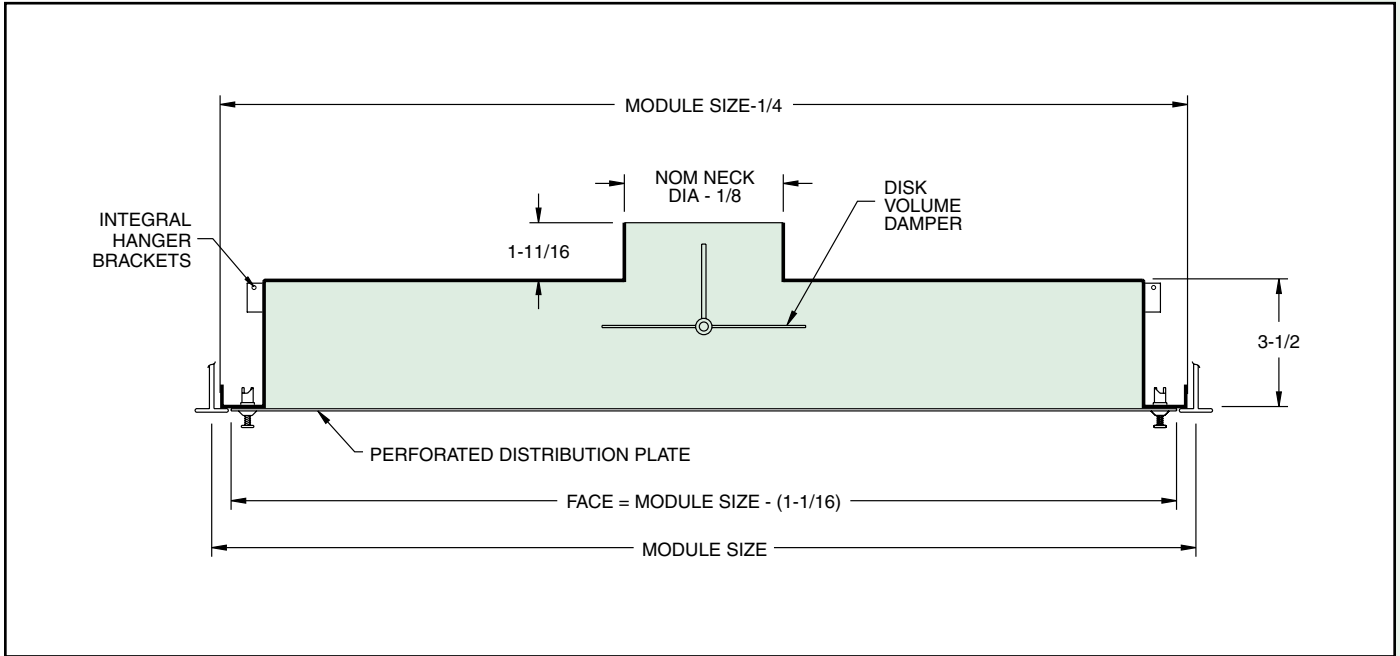 MODULE SIZE-1/4
NOM NECK
DIA - 1/8
DISK
VOLUME
DAMPER
INTEGRAL
HANGER
BRACKETS
1-11/16
3-1/2
PERFORATED DISTRIBUTION PLATE
FACE = MODULE SIZE - (1-1/16)
MODULE SIZE